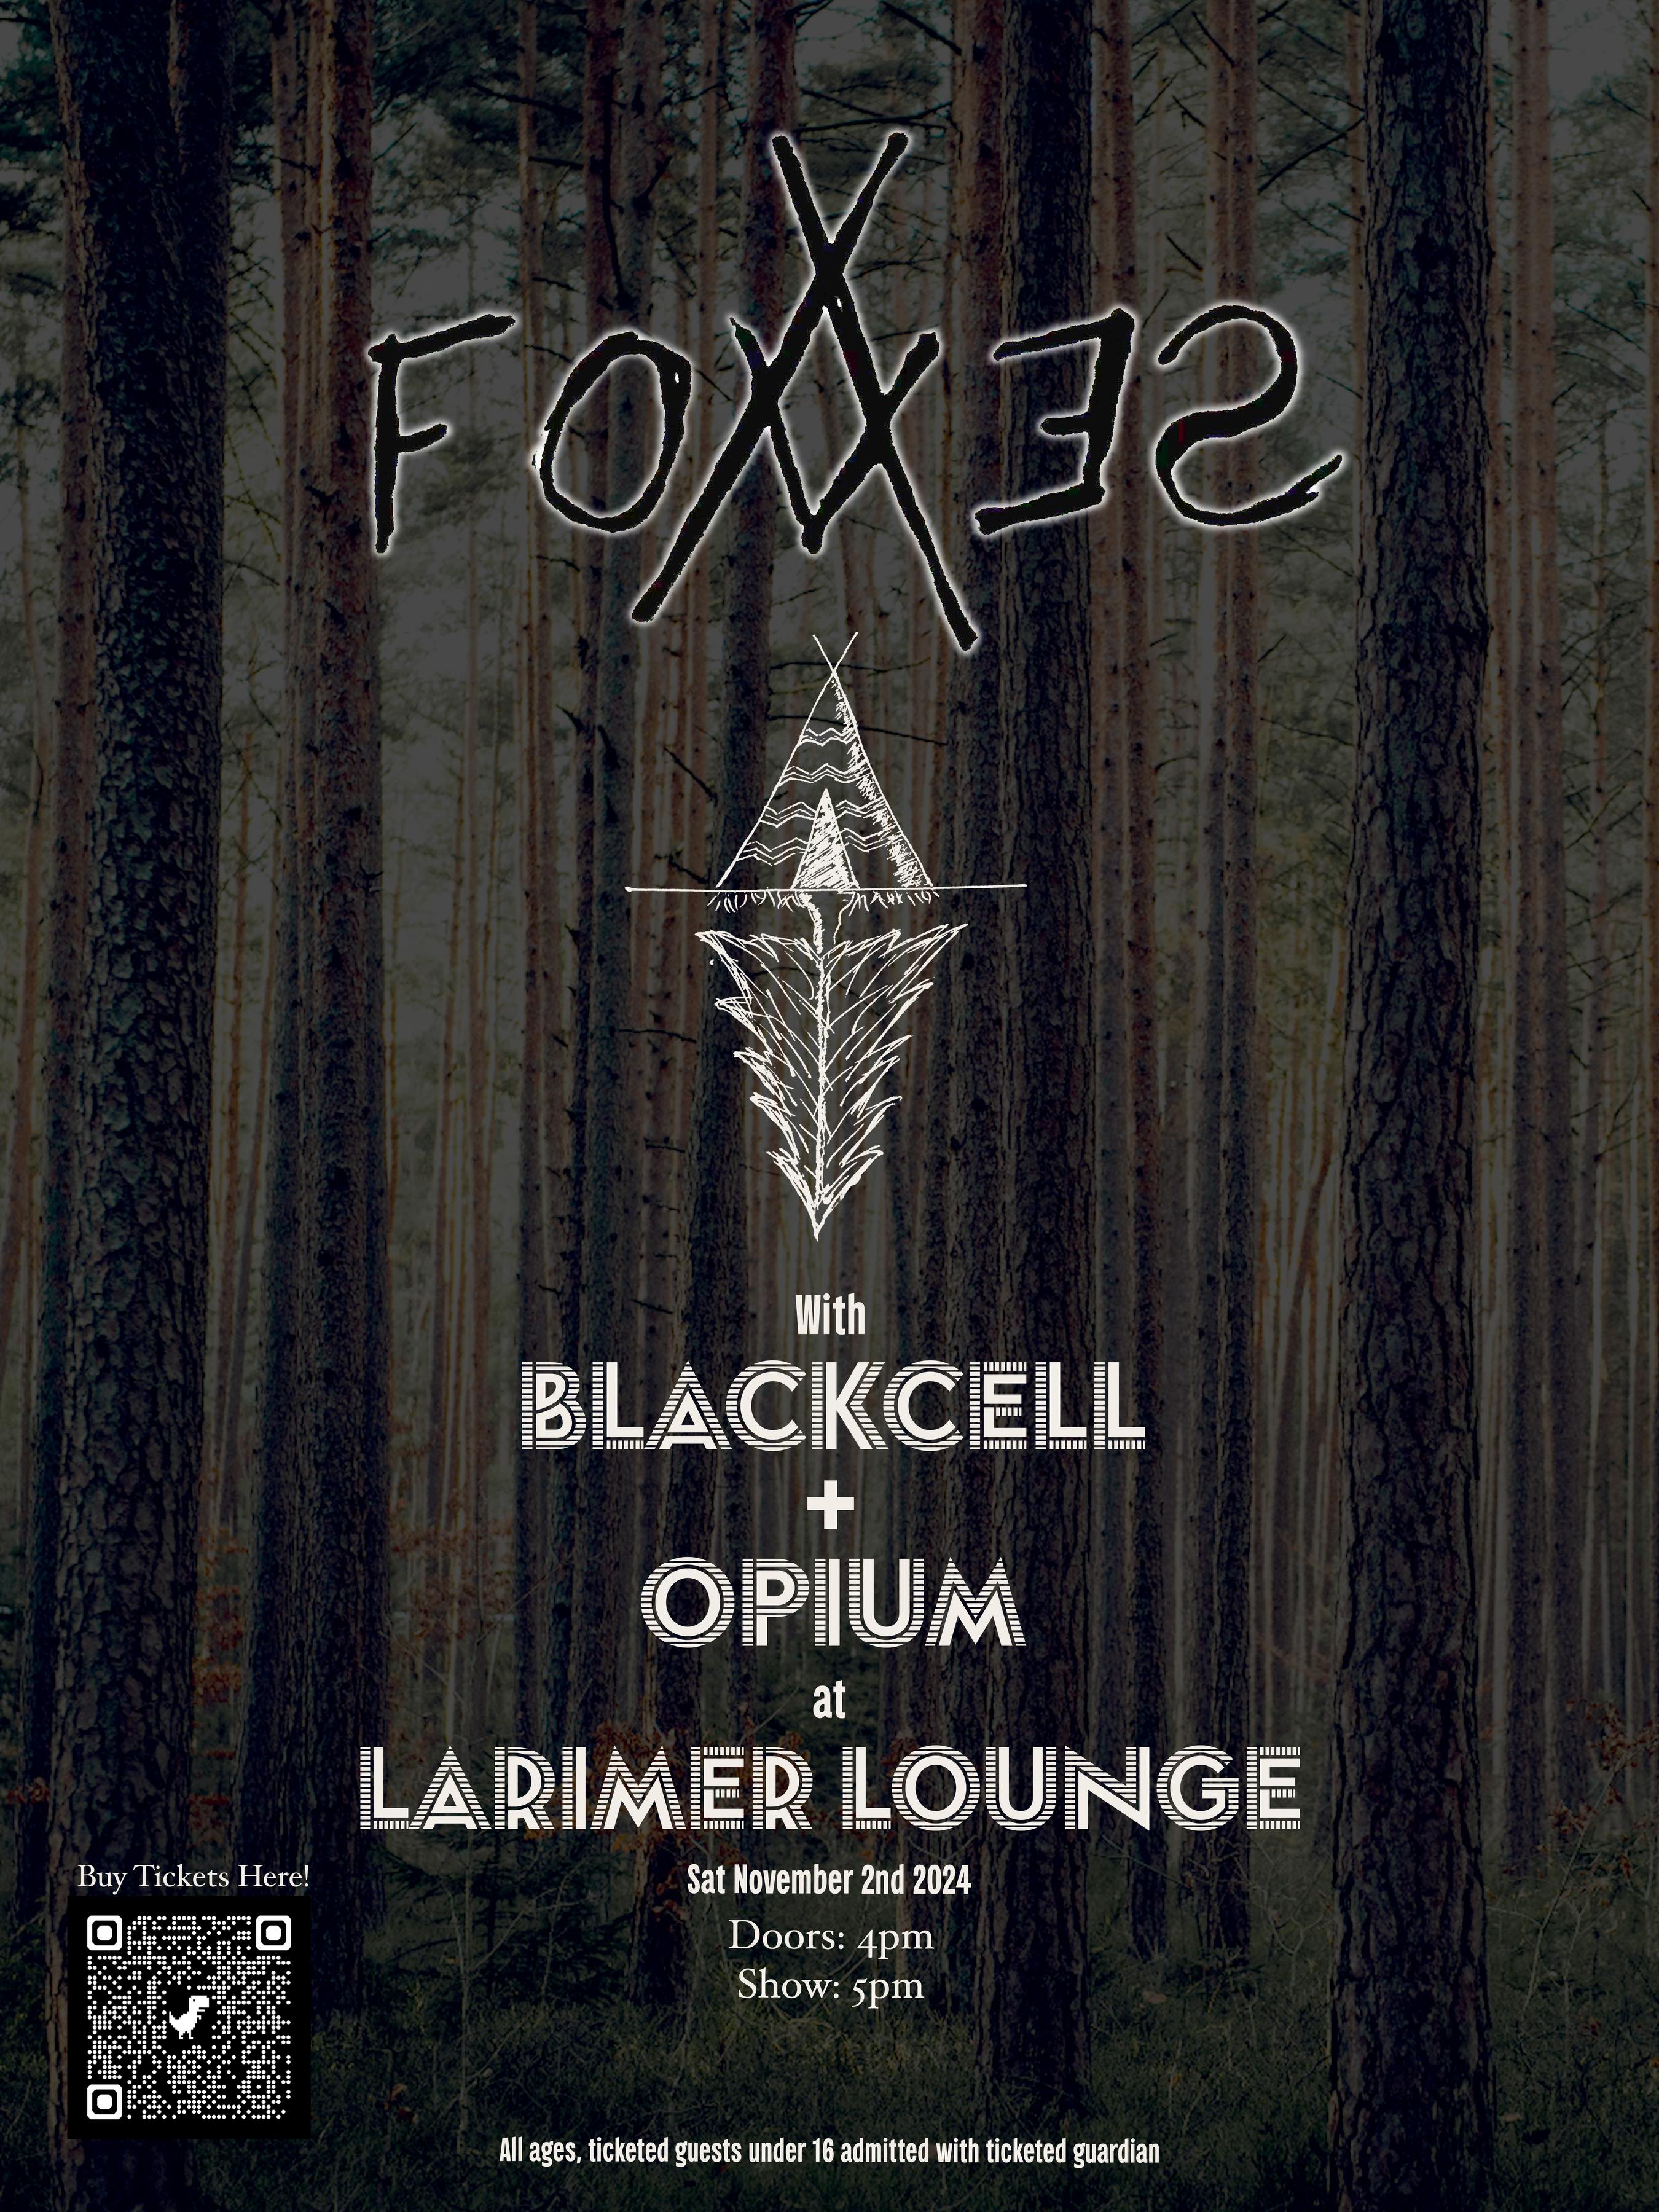 FOXXES
With
BLACKCELL
+
OPIUM
at
LARIMER LOUNGE
Buy Tickets Here!
Sat November 2nd 2024
Doors: 4pm
Show: 5pm
All ages, ticketed guests under 16 admitted with ticketed guardian